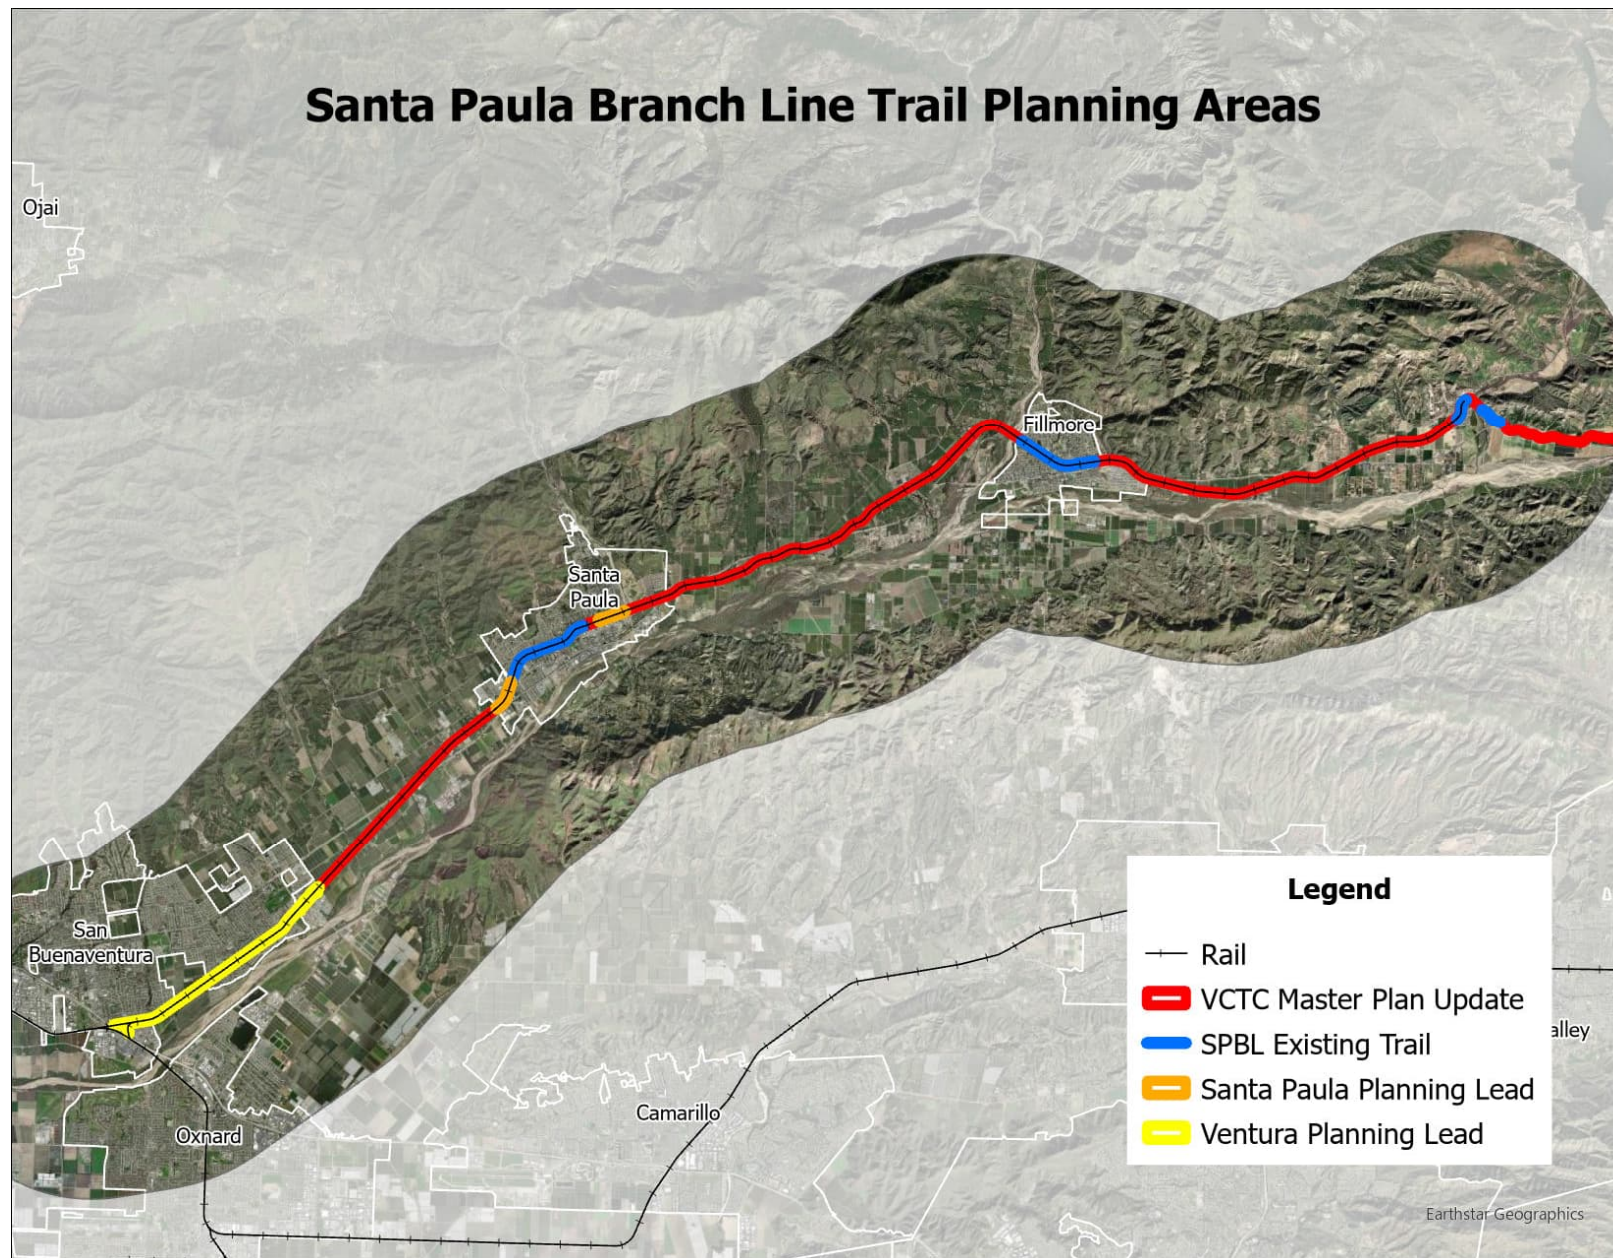 Santa Paula Branch Line Trail Planning Areas
Ojai
Fillmore
Santa
Paula
San
Buenaventura
Oxnard
Camarillo
alley
Legend
Rail
VCTC Master Plan Update
SPBL Existing Trail
Santa Paula Planning Lead
Ventura Planning Lead
Earthstar Geographics